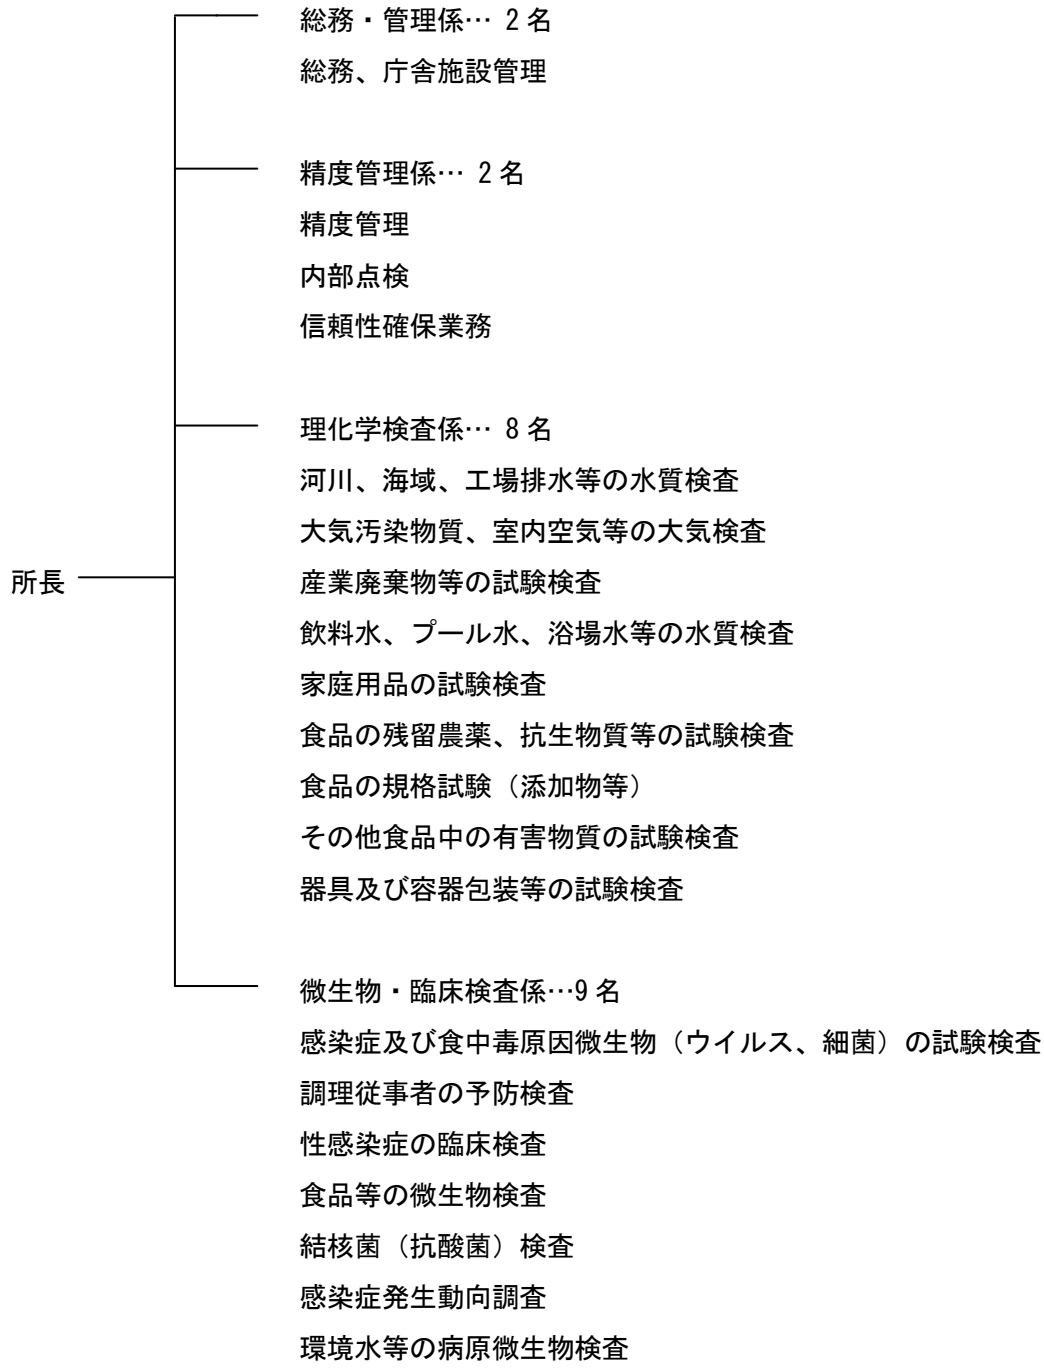 総務・管理係… 2 名
総務、庁舎施設管理
精度管理係… 2 名
精度管理
内部点検
信頼性確保業務
理化学検査係… 8 名
河川、海域、工場排水等の水質検査
大気汚染物質、室内空気等の大気検査
所長
産業廃棄物等の試験検査
飲料水、プール水、浴場水等の水質検査
家庭用品の試験検査
食品の残留農薬、抗生物質等の試験検査
食品の規格試験（添加物等）
その他食品中の有害物質の試験検査
器具及び容器包装等の試験検査
微生物・臨床検査係…9 名
感染症及び食中毒原因微生物（ウイルス、細菌）の試験検査
調理従事者の予防検査
性感染症の臨床検査
食品等の微生物検査
結核菌（抗酸菌）検査
感染症発生動向調査
環境水等の病原微生物検査